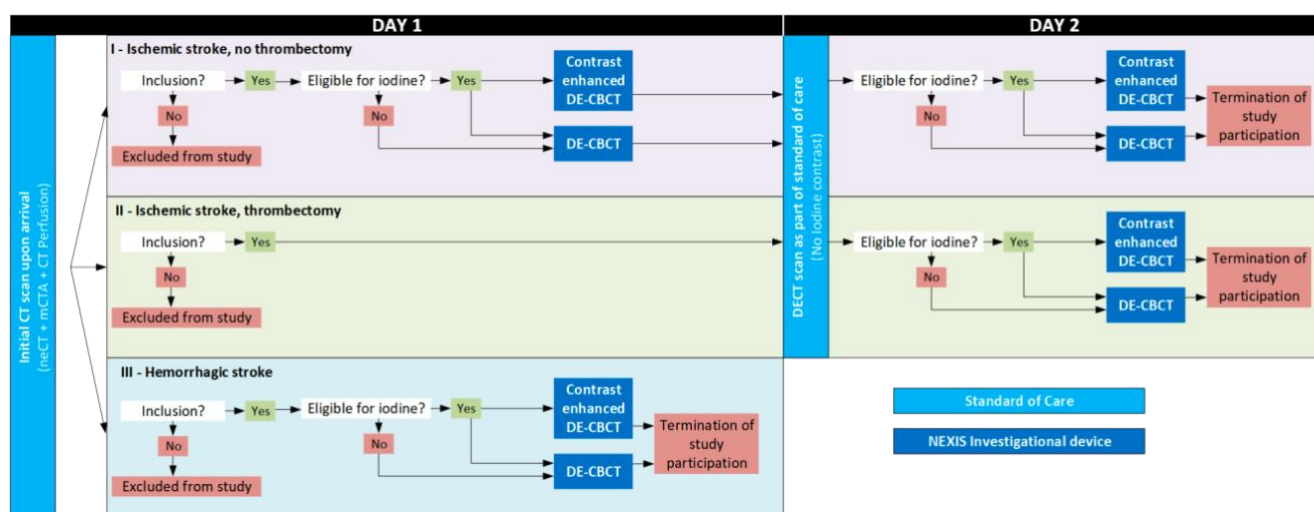 DAY 1
DAY 2
Initial CT scan upon arrival
(neCT + mCTA + CT Perfusion)
I - Ischemic stroke, no thrombectomy
Inclusion?
Yes
Eligible for iodine?
Yes
Contrast
enhanced
DE-CBCT
No
No
Excluded from study
DE-CBCT
DECT scan as part of standard of care
(No Iodine contrast)
Eligible for iodine?
Yes
Contrast
enhanced
DE-CBCT
No
DE-CBCT
Termination of
study
participation
II - Ischemic stroke, thrombectomy
Inclusion?
Yes
No
Excluded from study
Eligible for iodine?
Yes
Contrast
enhanced
DE-CBCT
No
DE-CBCT
Termination of
study
participation
III - Hemorrhagic stroke
Inclusion?
Yes
Eligible for iodine?
Yes
Contrast
enhanced
DE-CBCT
No
No
Excluded from study
DE-CBCT
Termination of
study
participation
Standard of Care
NEXIS Investigational device